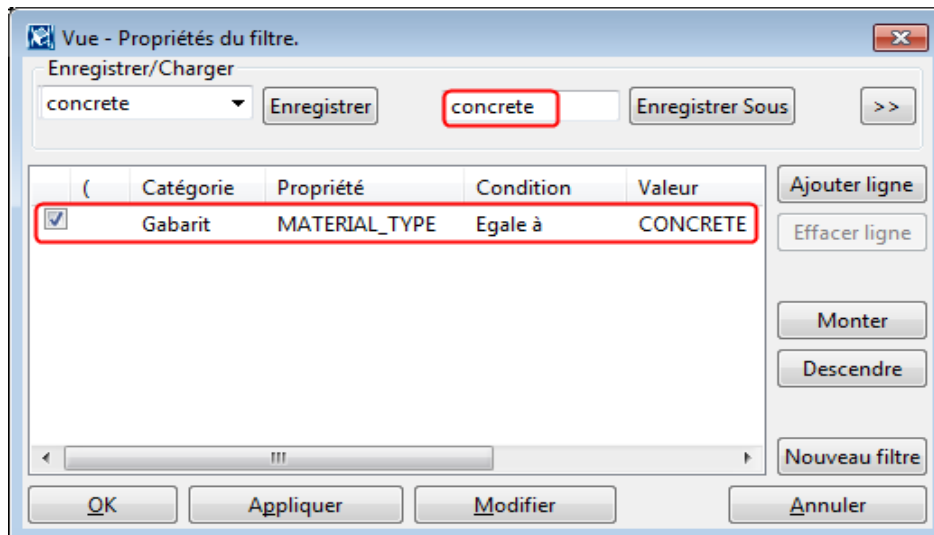 Vue - Propriétés du filtre.
Enregistrer/Charger
concrete Enregistrer concrete Enregistrer Sous >>
( Catégorie Propriété Condition Valeur
Gabarit MATERIAL_TYPE Egale à CONCRETE
Ajouter ligne
Effacer ligne
Monter
Descendre
Nouveau filtre
OK Appliquer Modifier Annuler